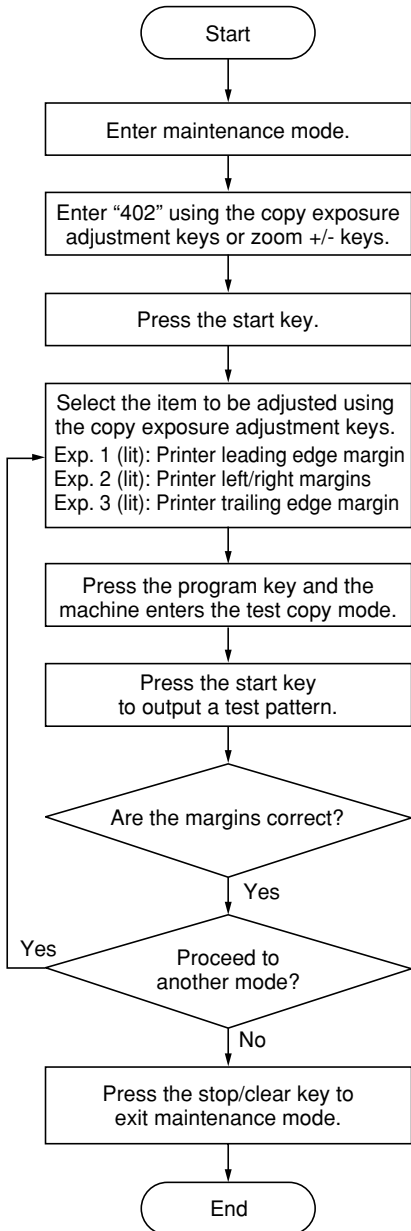 Start
Enter maintenance mode.
Enter “402” using the copy exposure
adjustment keys or zoom +/- keys.
Press the start key.
Select the item to be adjusted using
the copy exposure adjustment keys.
Exp. 1 (lit): Printer leading edge margin
Exp. 2 (lit): Printer left/right margins
Exp. 3 (lit): Printer trailing edge margin
Press the program key and the
machine enters the test copy mode.
Press the start key
to output a test pattern.
Are the margins correct?
Yes
Yes
Proceed to
another mode?
No
Press the stop/clear key to
exit maintenance mode.
End